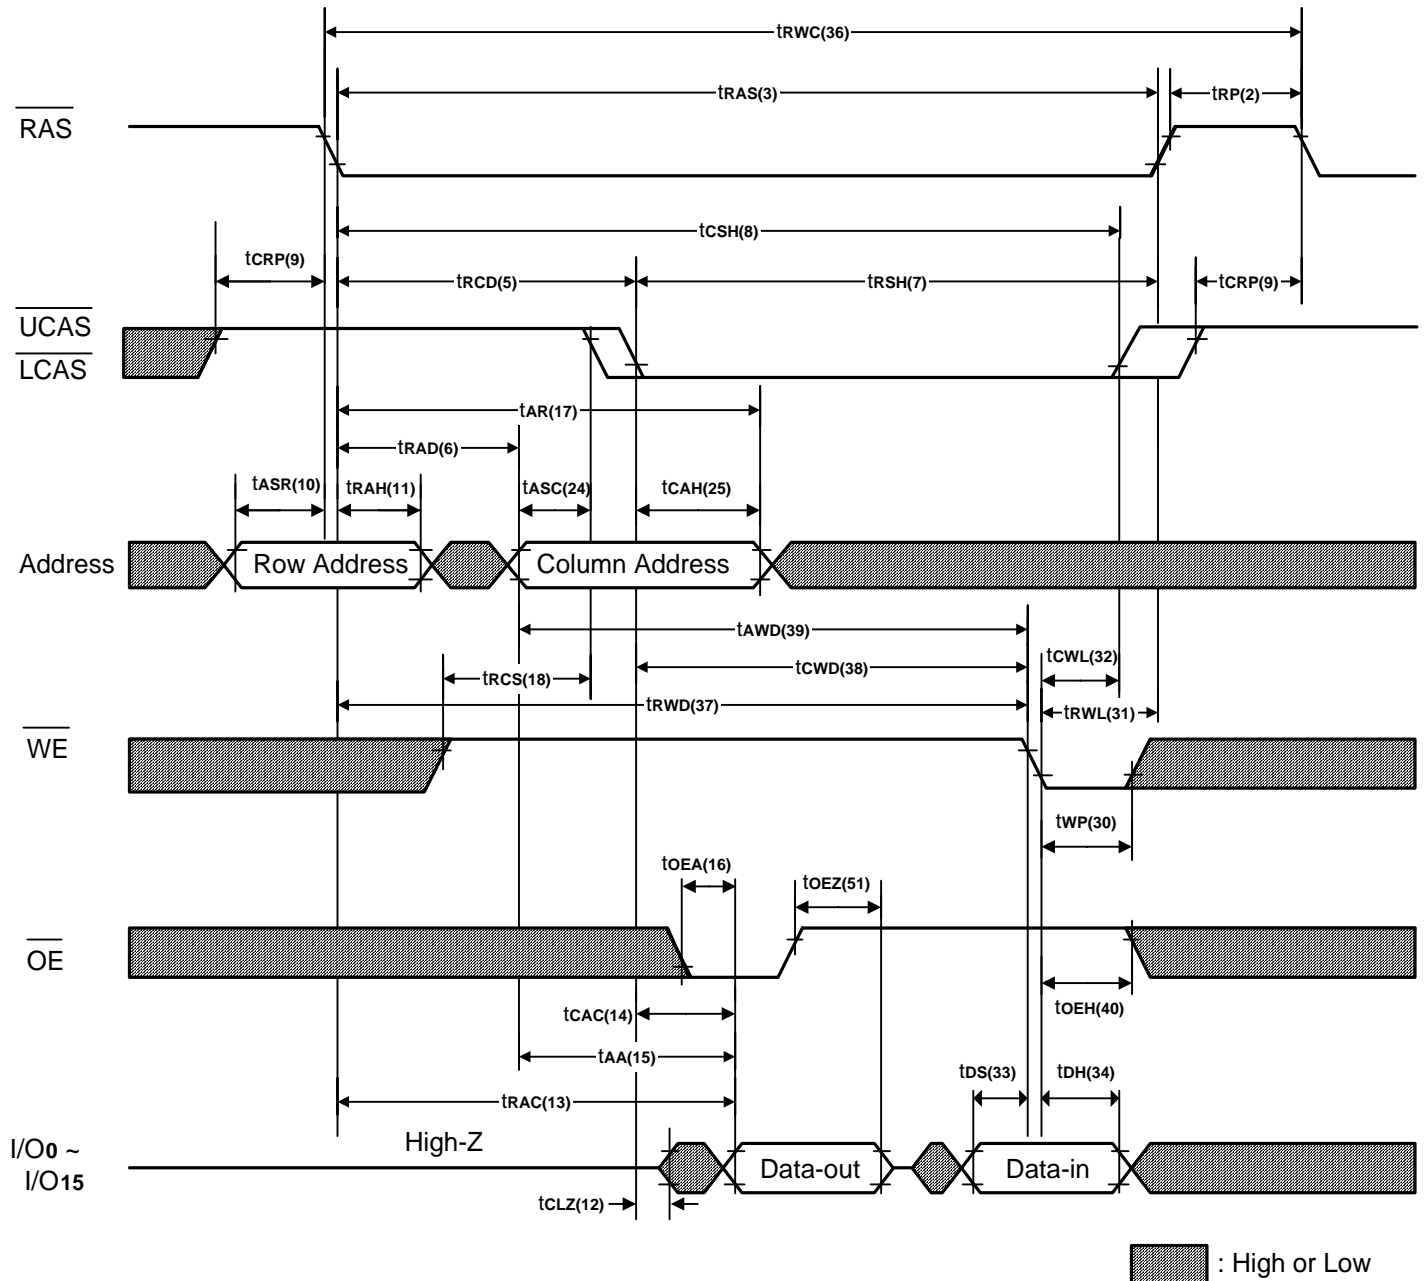 tRWC(36)
tRAS(3)
tRP(2)
RAS
tCSH(8)
tCRP(9)
tRCD(5)
tRSH(7)
tCRP(9)
UCAS
LCAS
tAR(17)
tRAD(6)
tASR(10)
tRAH(11)
tASC(24)
tCAH(25)
Address
Row Address
Column Address
tAWD(39)
tCWD(38)
tCWL(32)
tRCS(18)
tRWD(37)
tRWL(31)
WE
tWP(30)
tOEA(16)
tOEZ(51)
OE
tCAC(14)
tOEH(40)
tAA(15)
tDS(33)
tDH(34)
tRAC(13)
High-Z
I/O0 ~
I/O15
Data-out
Data-in
tCLZ(12)
: High or Low